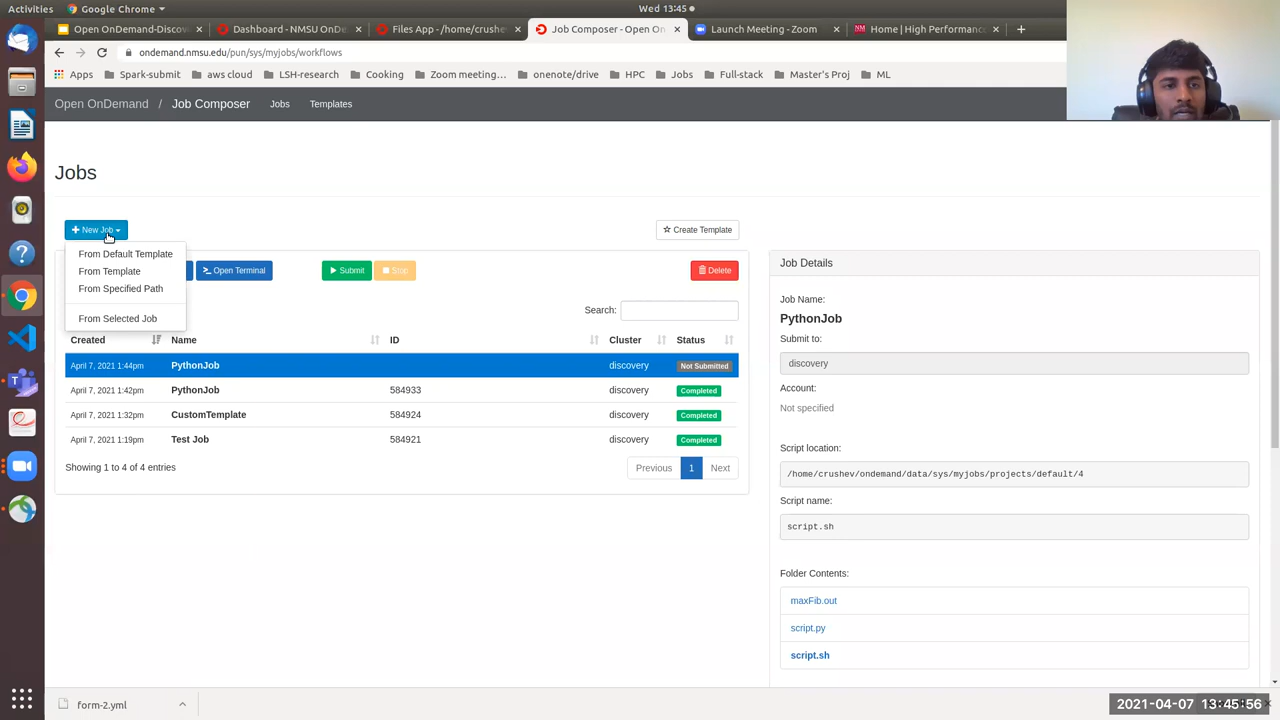 Activities
Google Chrome
Wed 13:45
OpenOnDemand-Discov
Dashboard - NMSU OnDe
Files App - /home/crushe
Job Composer - Open On
Launch Meeting - Zoom
Home | High Performanc
ondemand.nmsu.edu/pun/sys/myjobs/workflows
Apps
Spark-submit
aws cloud
LSH-research
Cooking
Zoom meeting…
onenote/drive
HPC
Jobs
Full-stack
Master's Proj
ML
Open OnDemand / Job Composer Jobs Templates
Jobs
+ New Job
Create Template
From Default Template
From Template
From Specified Path
From Selected Job
Open Terminal
Submit
Stop
Delete
Search:
Created Name ID Cluster Status
April 7, 2021 1:44pm PythonJob discovery Not Submitted
April 7, 2021 1:42pm PythonJob 584933 discovery Completed
April 7, 2021 1:32pm CustomTemplate 584924 discovery Completed
April 7, 2021 1:19pm Test Job 584921 discovery Completed
Showing 1 to 4 of 4 entries
Previous 1 Next
Job Details
Job Name:
PythonJob
Submit to:
discovery
Account:
Not specified
Script location:
/home/crushev/ondemand/data/sys/myjobs/projects/default/4
Script name:
script.sh
Folder Contents:
maxFib.out
script.py
script.sh
form-2.yml
2021-04-07 13:45:56